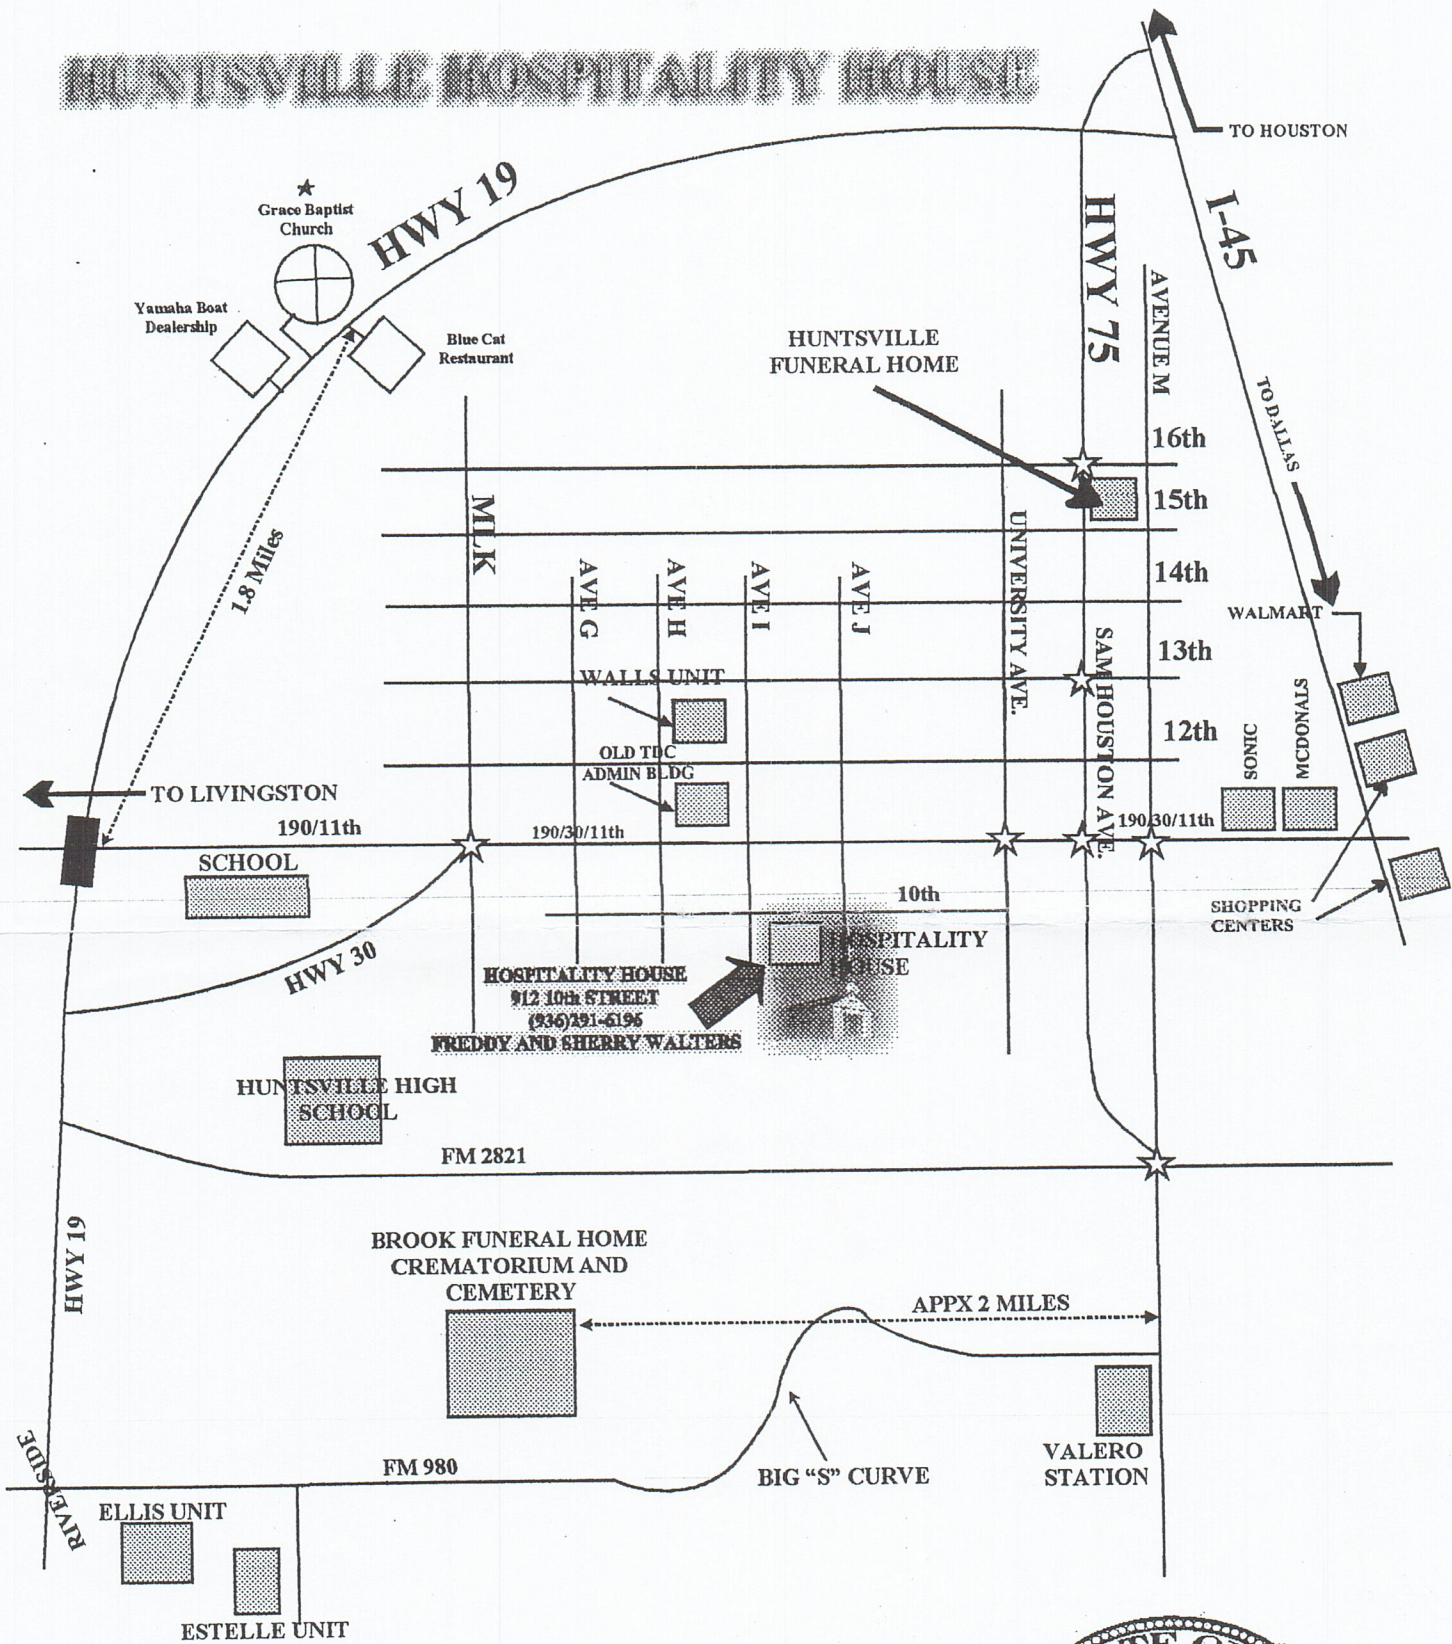 HUNTSVILLE HOSPITALITY HOUSE
TO HOUSTON
Grace Baptist
Church
HWY 19
HWY 75
I-45
Yamaha Boat
Dealership
Blue Cat
Restaurant
AVENUE M
HUNTSVILLE
FUNERAL HOME
TO DALLAS
16th
15th
MLK
UNIVERSITY AVE.
1.8 Miles
AVE G
AVE H
AVE I
AVE J
14th
WALMART
SAM HOUSTON AVE.
13th
WALLS UNIT
12th
SONIC
MCDONALS
OLD TDC
ADMIN BLDG
TO LIVINGSTON
190/11th
190/30/11th
190/30/11th
SCHOOL
10th
SHOPPING
CENTERS
HWY 30
HOSPITALITY
HOUSE
HOSPITALITY HOUSE
912 10th STREET
(936)291-6196
FREDDY AND SHERRY WALTERS
HUNTSVILLE HIGH
SCHOOL
FM 2821
HWY 19
BROOK FUNERAL HOME
CREMATORIUM AND
CEMETERY
APPX 2 MILES
RIVERSIDE
FM 980
BIG “S” CURVE
VALERO
STATION
ELLIS UNIT
ESTELLE UNIT